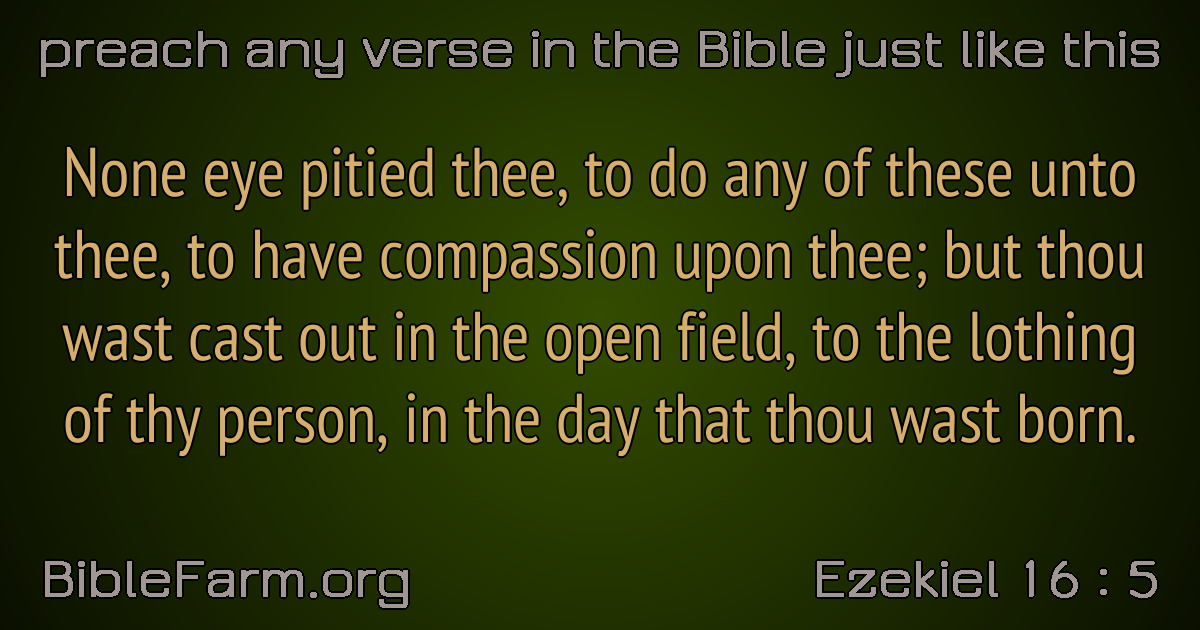 preach any verse in the Bible just like this
None eye pitied thee, to do any of these unto
thee, to have compassion upon thee; but thou
wast cast out in the open field, to the lothing
of thy person, in the day that thou wast born.
BibleFarm.org
Ezekiel 16 : 5